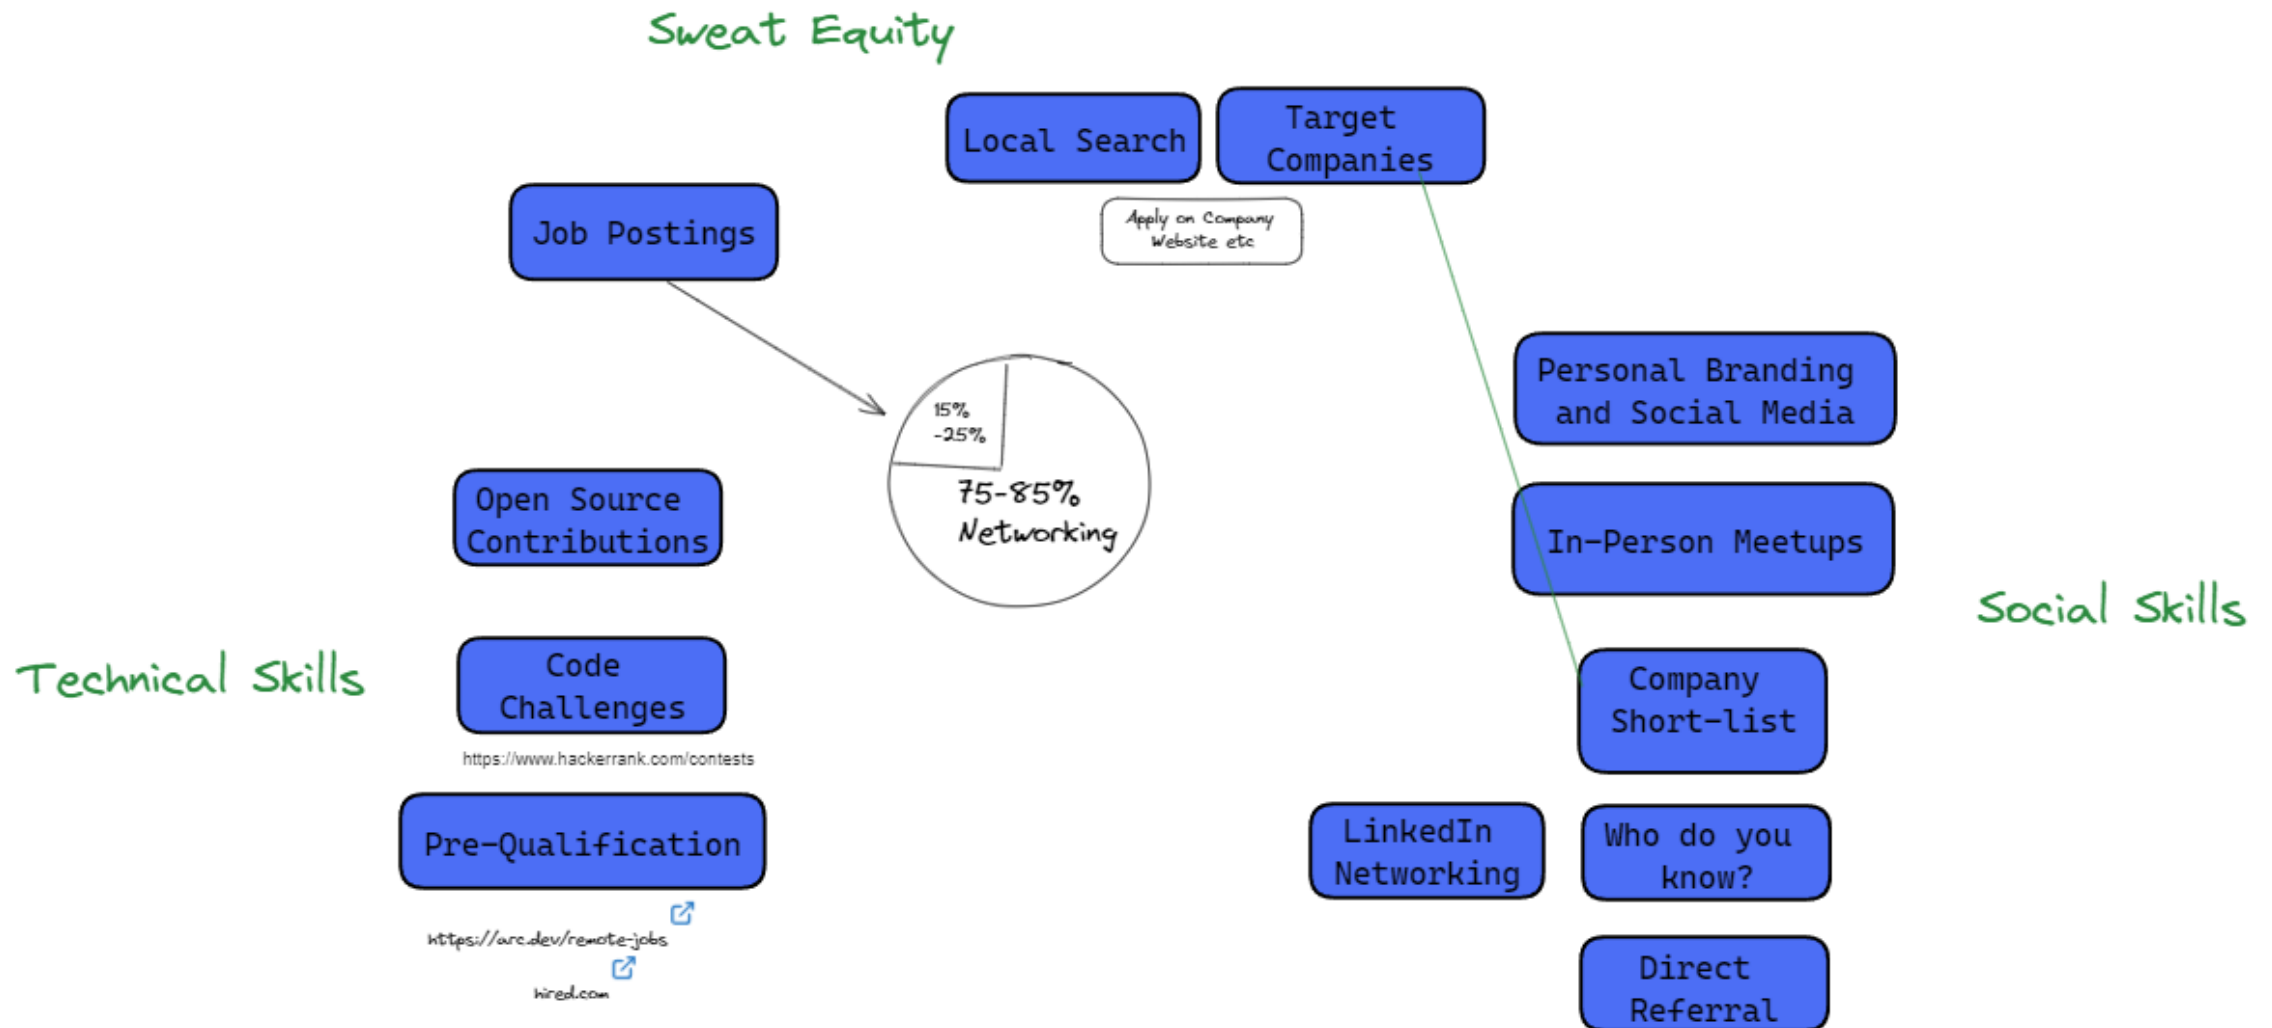 Sweat Equity
Local Search
Target
Companies
Apply on Company
Website etc
Job Postings
15%
-25%
75-85%
Networking
Personal Branding
and Social Media
In-Person Meetups
Social Skills
Open Source
Contributions
Technical Skills
Code
Challenges
https://www.hackerrank.com/contests
Pre-Qualification
https://arc.dev/remote-jobs
hired.com
Company
Short-list
LinkedIn
Networking
Who do you
know?
Direct
Referral